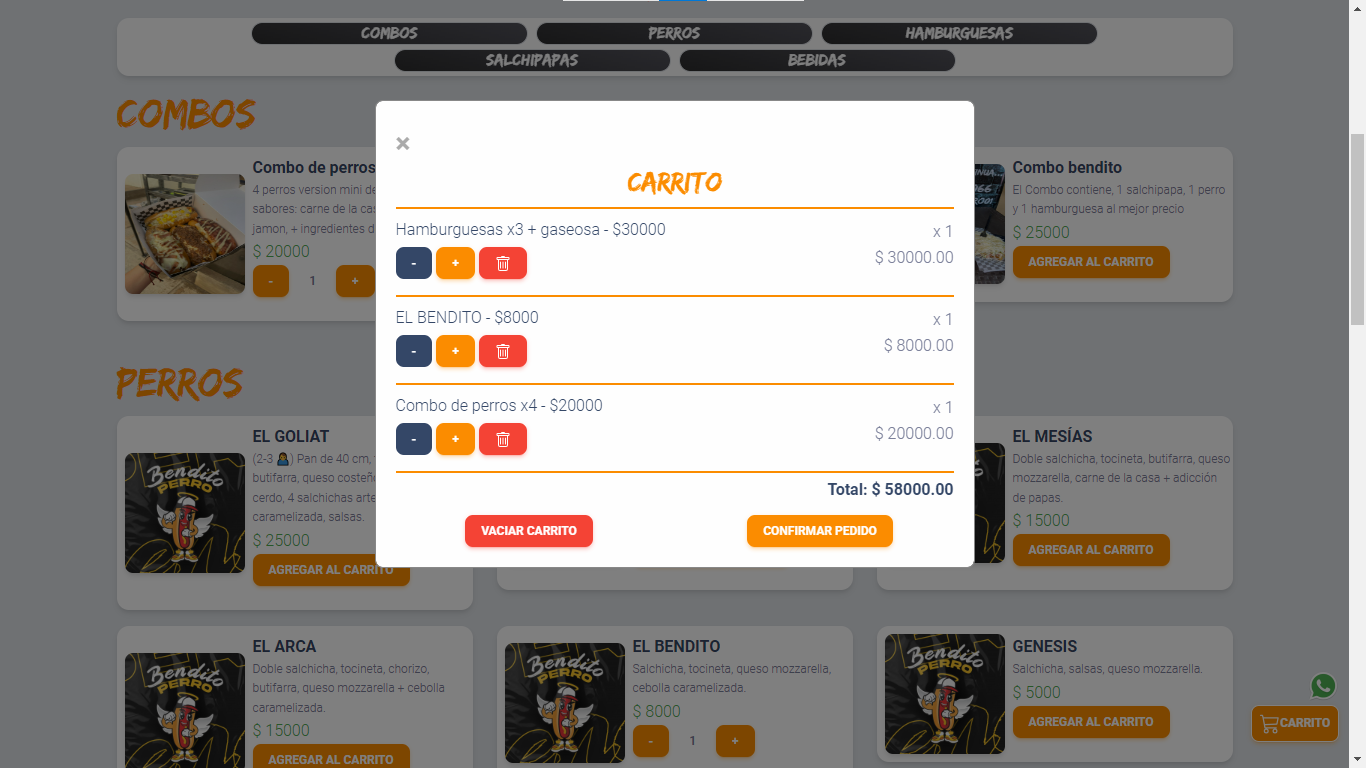 COMBOS
PERROS
HAMBURGUESAS
SALCHIPAPAS
BEBIDAS
COMBOS
Combo de perros
4 perros version mini de
sabores: carne de la ca
jamon, + ingredientes d
$ 20000
-
1
+
Combo bendito
El Combo contiene, 1 salchipapa, 1 perro
y 1 hamburguesa al mejor precio
$ 25000
AGREGAR AL CARRITO
×
CARRITO
Hamburguesas x3 + gaseosa - $30000
x 1
- +
$ 30000.00
EL BENDITO - $8000
x 1
- +
$ 8000.00
Combo de perros x4 - $20000
x 1
- +
$ 20000.00
Total: $ 58000.00
VACIAR CARRITO
CONFIRMAR PEDIDO
PERROS
EL GOLIAT
(2-3 🙎‍♂️) Pan de 40 cm,
butifarra, queso costeñ
cerdo, 4 salchichas arte
caramelizada, salsas.
$ 25000
AGREGAR AL CARRITO
Bendito
PERRO
EL MESÍAS
Doble salchicha, tocineta, butifarra, queso
mozzarella, carne de la casa + adicción
de papas.
$ 15000
AGREGAR AL CARRITO
EL ARCA
Doble salchicha, tocineta, chorizo,
butifarra, queso mozzarella + cebolla
caramelizada.
$ 15000
AGREGAR AL CARRITO
Bendito
PERRO
EL BENDITO
Salchicha, tocineta, queso mozzarella,
cebolla caramelizada.
$ 8000
-
1
+
Bendito
PERRO
GENESIS
Salchicha, salsas, queso mozzarella.
$ 5000
AGREGAR AL CARRITO
Bendito
PERRO
CARRITO